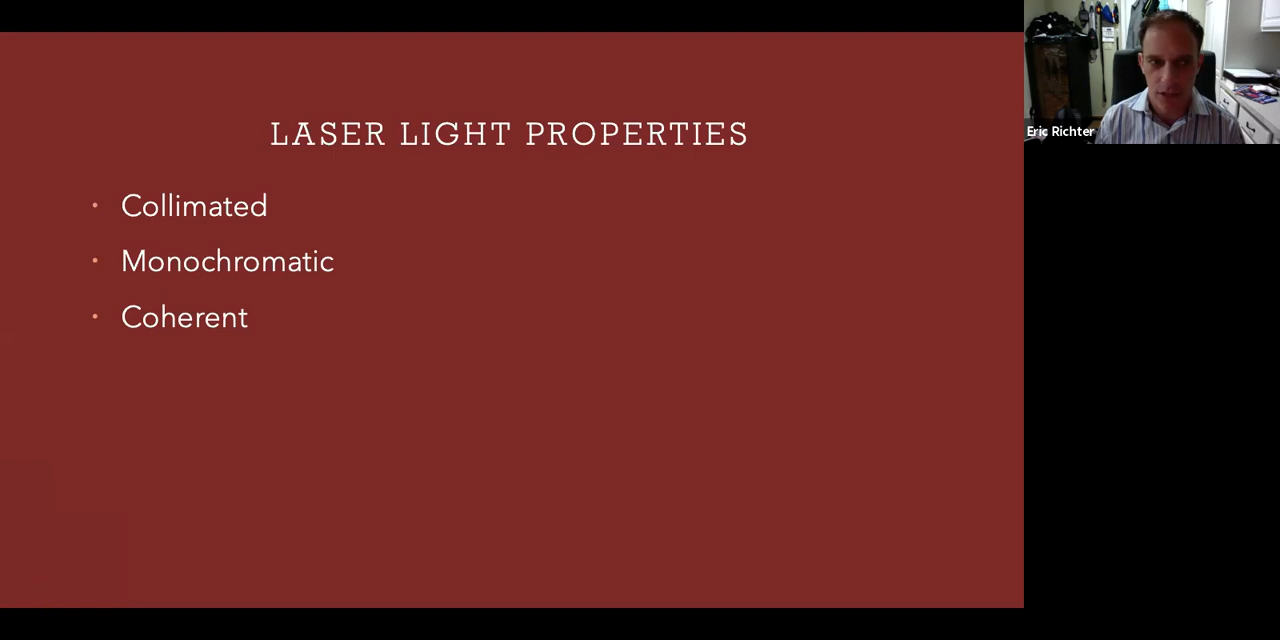 LASER LIGHT PROPERTIES
• Collimated
• Monochromatic
• Coherent
Eric Richter